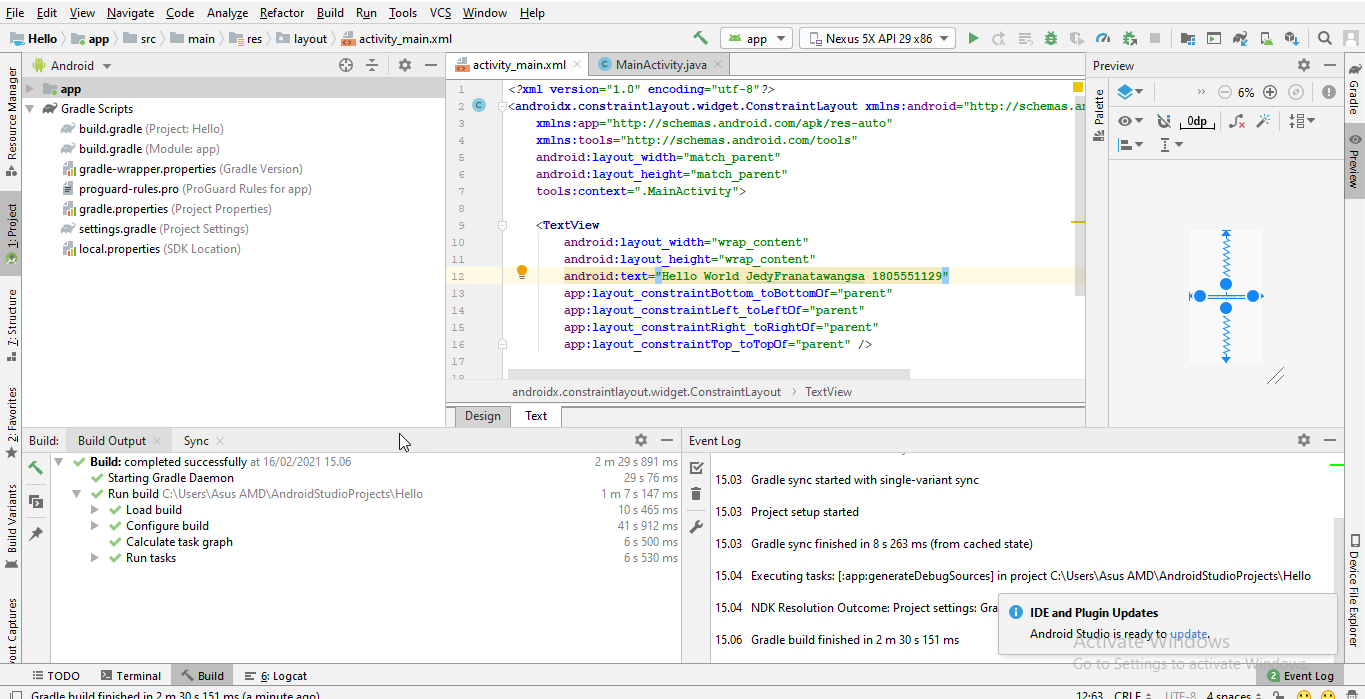 File Edit View Navigate Code Analyze Refactor Build Run Tools VCS Window Help
Hello app src main res layout activity_main.xml app Nexus 5X API 29 x86
Android
activity_main.xml MainActivity.java
Preview
Resource Manager
1: Project
7: Structure
2: Favorites
Build Variants
app
Gradle Scripts
build.gradle (Project: Hello)
build.gradle (Module: app)
gradle-wrapper.properties (Gradle Version)
proguard-rules.pro (ProGuard Rules for app)
gradle.properties (Project Properties)
settings.gradle (Project Settings)
local.properties (SDK Location)
1 <?xml version="1.0" encoding="utf-8"?>
2 <androidx.constraintlayout.widget.ConstraintLayout xmlns:android="http://schemas.an
3 xmlns:app="http://schemas.android.com/apk/res-auto"
4 xmlns:tools="http://schemas.android.com/tools"
5 android:layout_width="match_parent"
6 android:layout_height="match_parent"
7 tools:context=".MainActivity">
8
9 <TextView
10 android:layout_width="wrap_content"
11 android:layout_height="wrap_content"
12 android:text="Hello World JedyFranatawangsa 1805551129"
13 app:layout_constraintBottom_toBottomOf="parent"
14 app:layout_constraintLeft_toLeftOf="parent"
15 app:layout_constraintRight_toRightOf="parent"
16 app:layout_constraintTop_toTopOf="parent" />
17
18
androidx.constraintlayout.widget.ConstraintLayout › TextView
Design Text
Palette
» 6%
0dp
Gradle
Preview
Device File Explorer
Build: Build Output Sync
Build: completed successfully at 16/02/2021 15.06 2 m 29 s 891 ms
Starting Gradle Daemon 29 s 76 ms
Run build C:\Users\Asus AMD\AndroidStudioProjects\Hello 1 m 7 s 147 ms
Load build 10 s 465 ms
Configure build 41 s 912 ms
Calculate task graph 6 s 500 ms
Run tasks 6 s 530 ms
Event Log
15.03 Gradle sync started with single-variant sync
15.03 Project setup started
15.03 Gradle sync finished in 8 s 263 ms (from cached state)
15.04 Executing tasks: [:app:generateDebugSources] in project C:\Users\Asus AMD\AndroidStudioProjects\Hello
15.04 NDK Resolution Outcome: Project settings: Gra
15.06 Gradle build finished in 2 m 30 s 151 ms
IDE and Plugin Updates
Android Studio is ready to update.
Activate Windows
Go to Settings to activate Windows.
yout Captures
TODO Terminal Build 6: Logcat 2 Event Log
Gradle build finished in 2 m 30 s 151 ms (a minute ago) 12:63 CRLF UTF-8 4 spaces